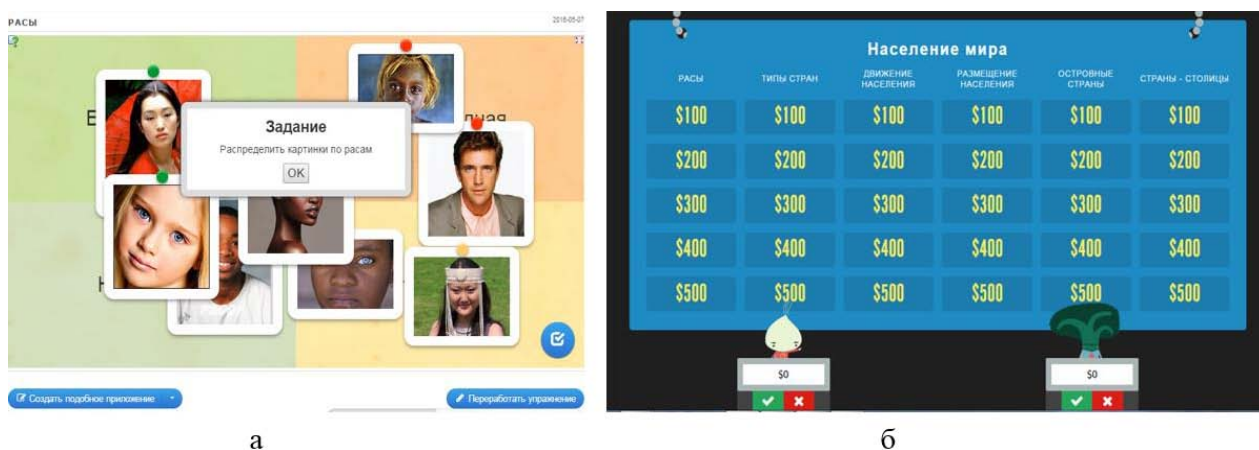 РАСЫ
2016-05-07
Задание
Распределить картинки по расам
OK
Создать подобное приложение
Переработать упражнение
а
Население мира
РАСЫ
ТИПЫ СТРАН
ДВИЖЕНИЕ НАСЕЛЕНИЯ
РАЗМЕЩЕНИЕ НАСЕЛЕНИЯ
ОСТРОВНЫЕ СТРАНЫ
СТРАНЫ - СТОЛИЦЫ
$100 $100 $100 $100 $100 $100
$200 $200 $200 $200 $200 $200
$300 $300 $300 $300 $300 $300
$400 $400 $400 $400 $400 $400
$500 $500 $500 $500 $500 $500
$0 $0
б